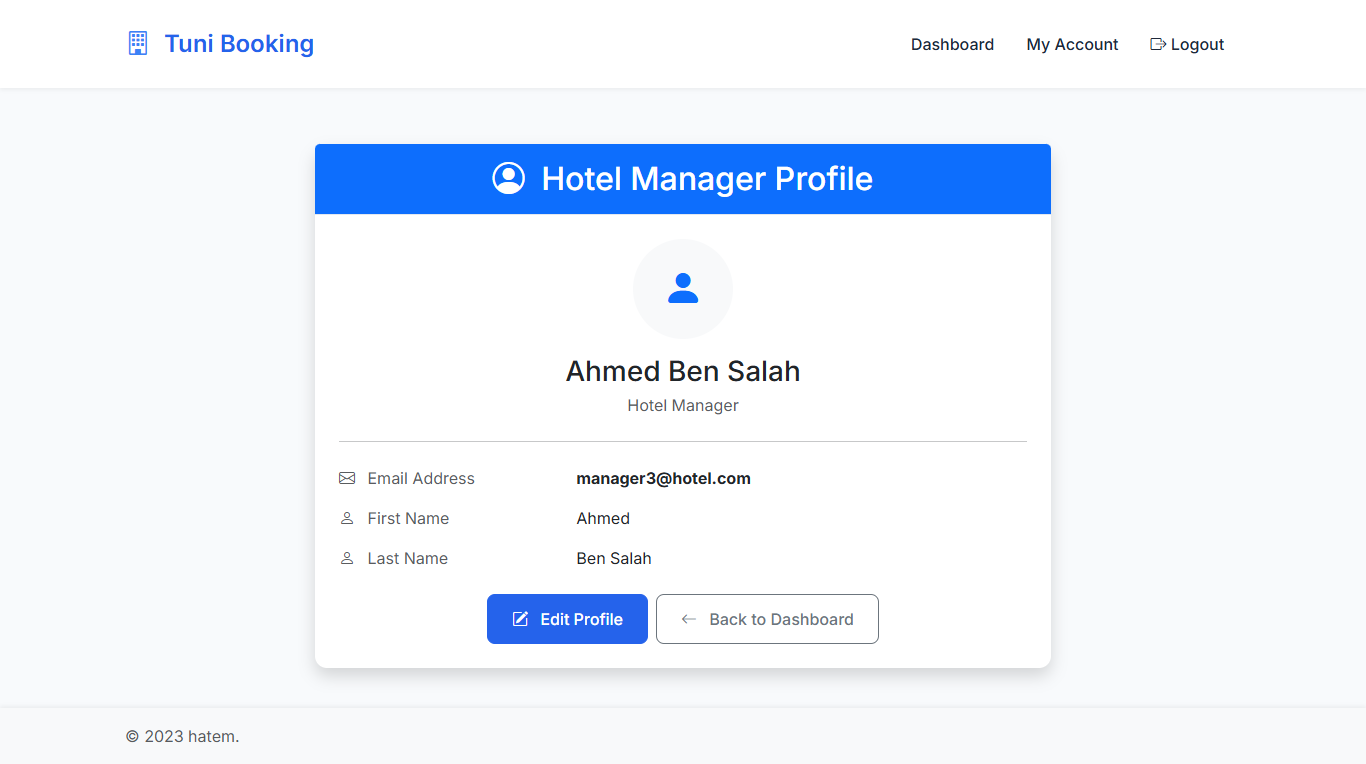 Tuni Booking
Dashboard My Account Logout
Hotel Manager Profile
Ahmed Ben Salah
Hotel Manager
Email Address manager3@hotel.com
First Name Ahmed
Last Name Ben Salah
Edit Profile Back to Dashboard
© 2023 hatem.